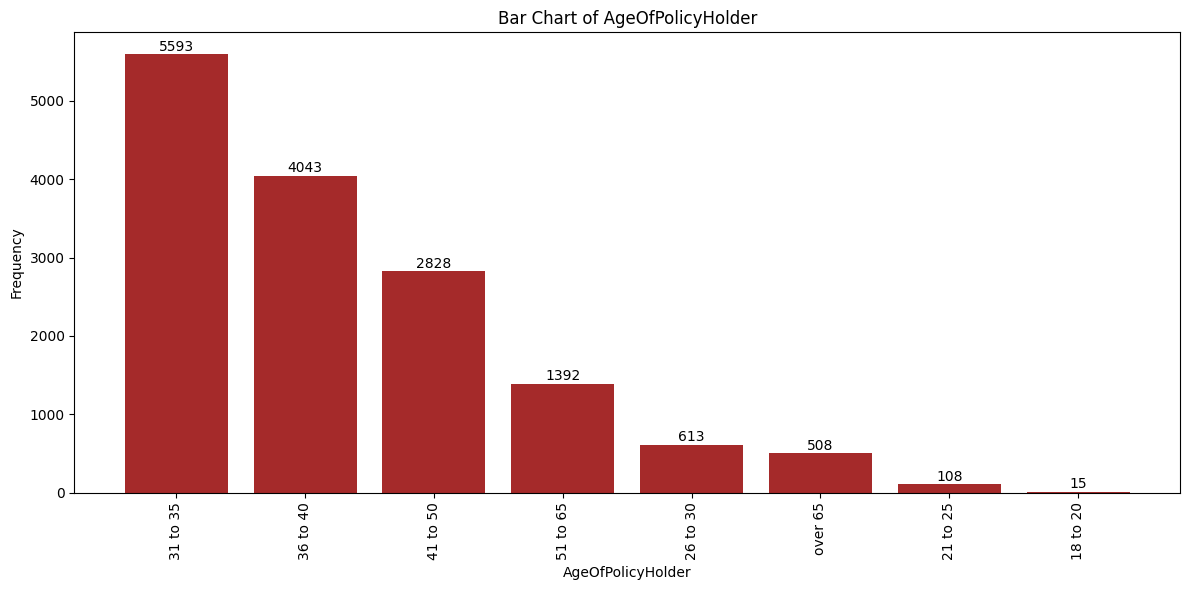 Bar Chart of AgeOfPolicyHolder
5593
4043
2828
1392
613
508
108
15
5000
4000
3000
2000
1000
0
Frequency
31 to 35
36 to 40
41 to 50
51 to 65
26 to 30
over 65
21 to 25
18 to 20
AgeOfPolicyHolder